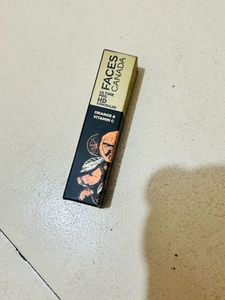 FACES
CANADA
ULTIME
PRO
HD
CONCEALER
ORANGE &
VITAMIN C